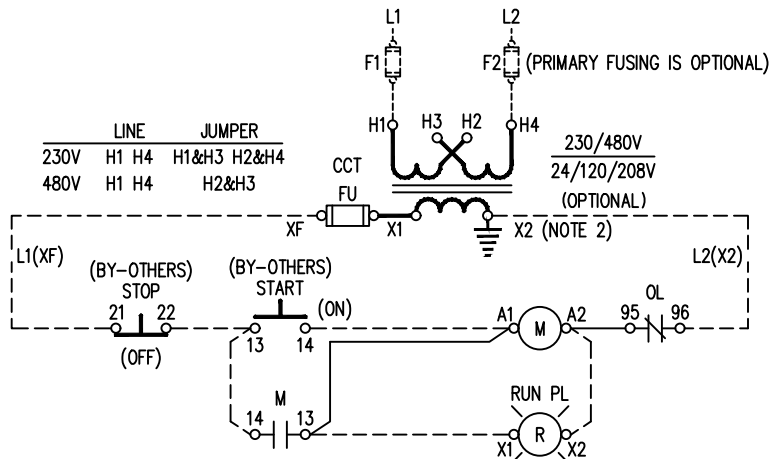 L1 L2
F1 F2 (PRIMARY FUSING IS OPTIONAL)
H1 H3 H2 H4
LINE JUMPER
230V H1 H4 H1&H3 H2&H4
480V H1 H4 H2&H3
230/480V
24/120/208V
(OPTIONAL)
CCT
FU
XF X1 X2 (NOTE 2)
L1(XF) L2(X2)
(BY-OTHERS)
STOP
21 22
(OFF)
(BY-OTHERS)
START
(ON)
13 14
A1 M A2
OL
95 96
M
14 13
RUN PL
X1 R X2